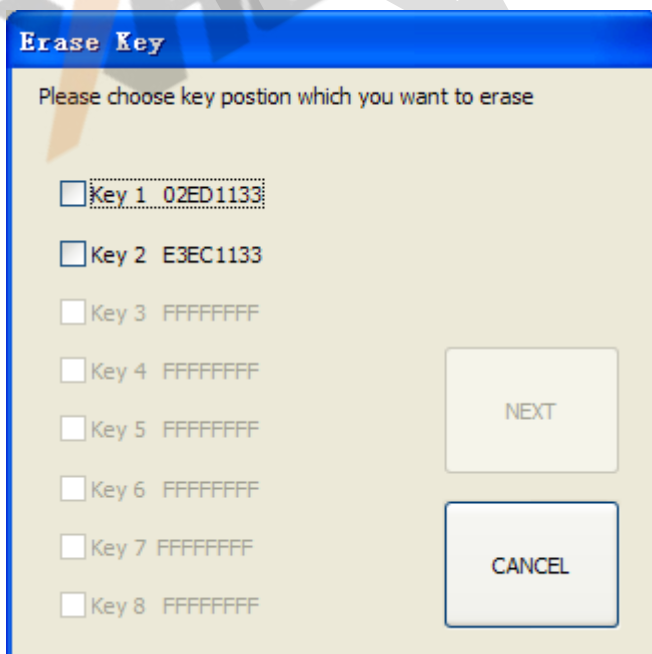 Erase Key
Please choose key postion which you want to erase
Key 1 02ED1133
Key 2 E3EC1133
Key 3 FFFFFFFF
Key 4 FFFFFFFF
Key 5 FFFFFFFF
Key 6 FFFFFFFF
Key 7 FFFFFFFF
Key 8 FFFFFFFF
NEXT
CANCEL